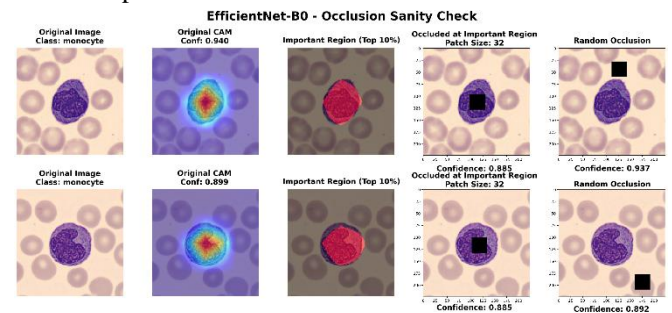 EfficientNet-B0 - Occlusion Sanity Check
Original Image
Class: monocyte
Original CAM
Conf: 0.940
Important Region (Top 10%)
Occluded at Important Region
Patch Size: 32
Random Occlusion
Confidence: 0.885
Confidence: 0.937
Original Image
Class: monocyte
Original CAM
Conf: 0.899
Important Region (Top 10%)
Occluded at Important Region
Patch Size: 32
Random Occlusion
Confidence: 0.885
Confidence: 0.892